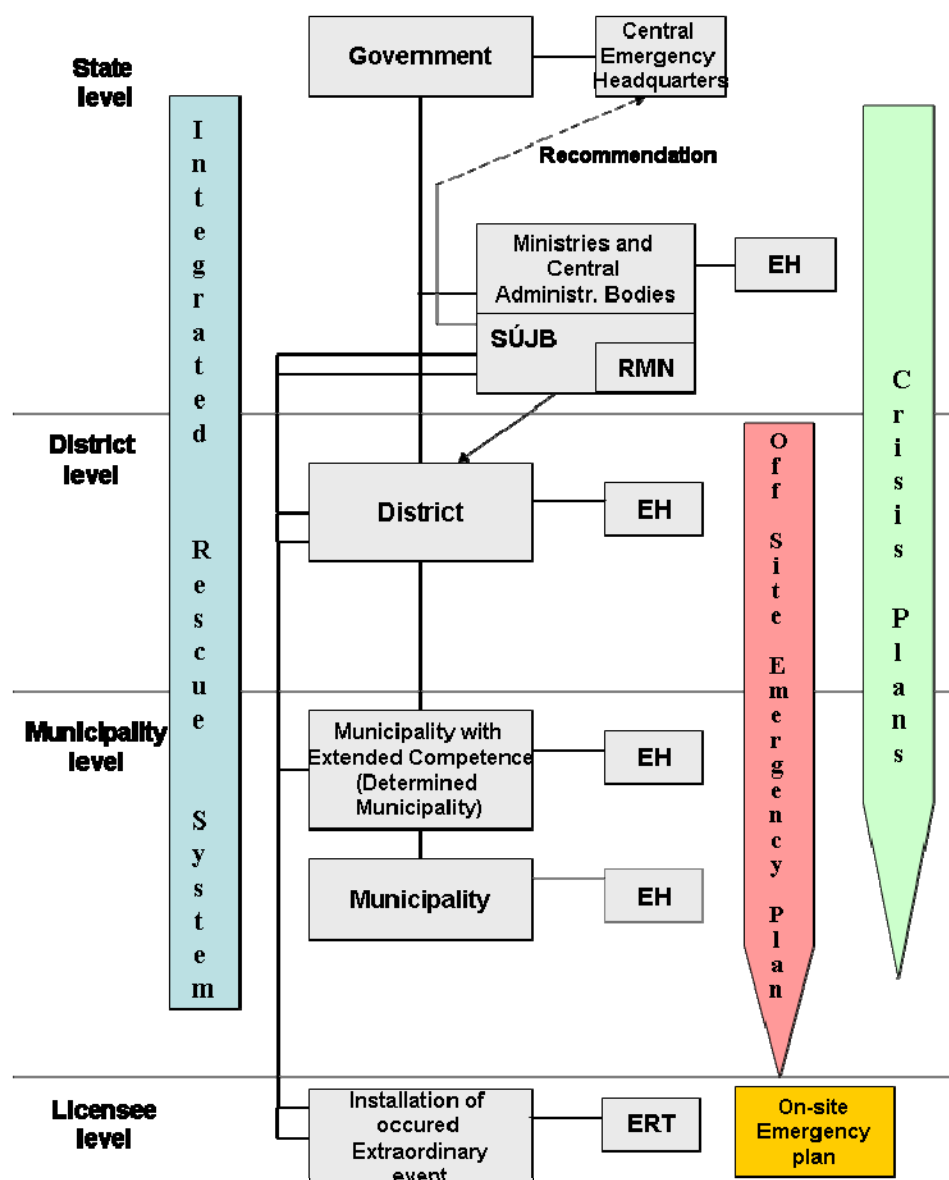 State
level
Government
Central
Emergency
Headquarters
Recommendation
Ministries and
Central
Administr. Bodies
EH
SÚJB
RMN
District
level
District
EH
Municipality
level
Municipality with
Extended Competence
(Determined
Municipality)
EH
Municipality
EH
Licensee
level
Installation of
occured
Extraordinary
event
ERT
On-site
Emergency
plan
Integrated Rescue System
Off Site Emergency Plan
Crisis Plans